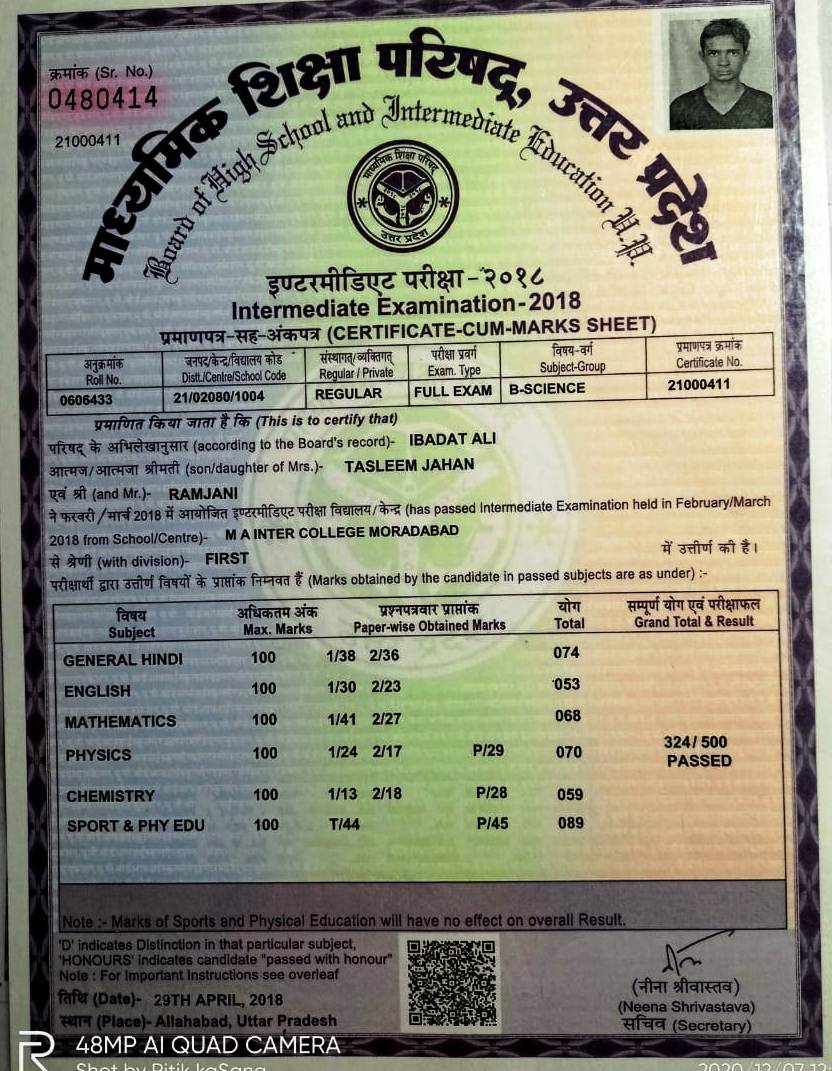 क्रमांक (Sr. No.)
0480414
21000411
माध्यमिक शिक्षा परिषद्, उत्तर प्रदेश
Board of High School and Intermediate Education U.P.
माध्यमिक शिक्षा परिषद्
उत्तर प्रदेश
इण्टरमीडिएट परीक्षा-२०१८
Intermediate Examination-2018
प्रमाणपत्र-सह-अंकपत्र (CERTIFICATE-CUM-MARKS SHEET)
अनुक्रमांक जनपद/केन्द्र/विद्यालय कोड संस्थागत/व्यक्तिगत परीक्षा प्रवर्ग विषय-वर्ग प्रमाणपत्र क्रमांक
Roll No. Distt./Centre/School Code Regular / Private Exam. Type Subject-Group Certificate No.
0606433 21/02080/1004 REGULAR FULL EXAM B-SCIENCE 21000411
प्रमाणित किया जाता है कि (This is to certify that)
परिषद के अभिलेखानुसार (according to the Board's record)- IBADAT ALI
आत्मज/आत्मजा श्रीमती (son/daughter of Mrs.)- TASLEEM JAHAN
एवं श्री (and Mr.)- RAMJANI
ने फरवरी/मार्च 2018 में आयोजित इण्टरमीडिएट परीक्षा विद्यालय/केन्द्र (has passed Intermediate Examination held in February/March
2018 from School/Centre)- M A INTER COLLEGE MORADABAD
से श्रेणी (with division)- FIRST में उत्तीर्ण की है।
परीक्षार्थी द्वारा उत्तीर्ण विषयों के प्राप्तांक निम्नवत हैं (Marks obtained by the candidate in passed subjects are as under) :-
विषय अधिकतम अंक प्रश्नपत्रवार प्राप्तांक योग सम्पूर्ण योग एवं परीक्षाफल
Subject Max. Marks Paper-wise Obtained Marks Total Grand Total & Result
GENERAL HINDI 100 1/38 2/36 074
ENGLISH 100 1/30 2/23 053
MATHEMATICS 100 1/41 2/27 068
PHYSICS 100 1/24 2/17 P/29 070 324/500
PASSED
CHEMISTRY 100 1/13 2/18 P/28 059
SPORT & PHY EDU 100 T/44 P/45 089
Note :- Marks of Sports and Physical Education will have no effect on overall Result.
'D' indicates Distinction in that particular subject,
'HONOURS' indicates candidate "passed with honour"
Note : For Important Instructions see overleaf
तिथि (Date)- 29TH APRIL, 2018
स्थान (Place)- Allahabad, Uttar Pradesh
(नीना श्रीवास्तव)
(Neena Shrivastava)
सचिव (Secretary)
48MP AI QUAD CAMERA
Shot by Ritik kaSana
2020/12/07